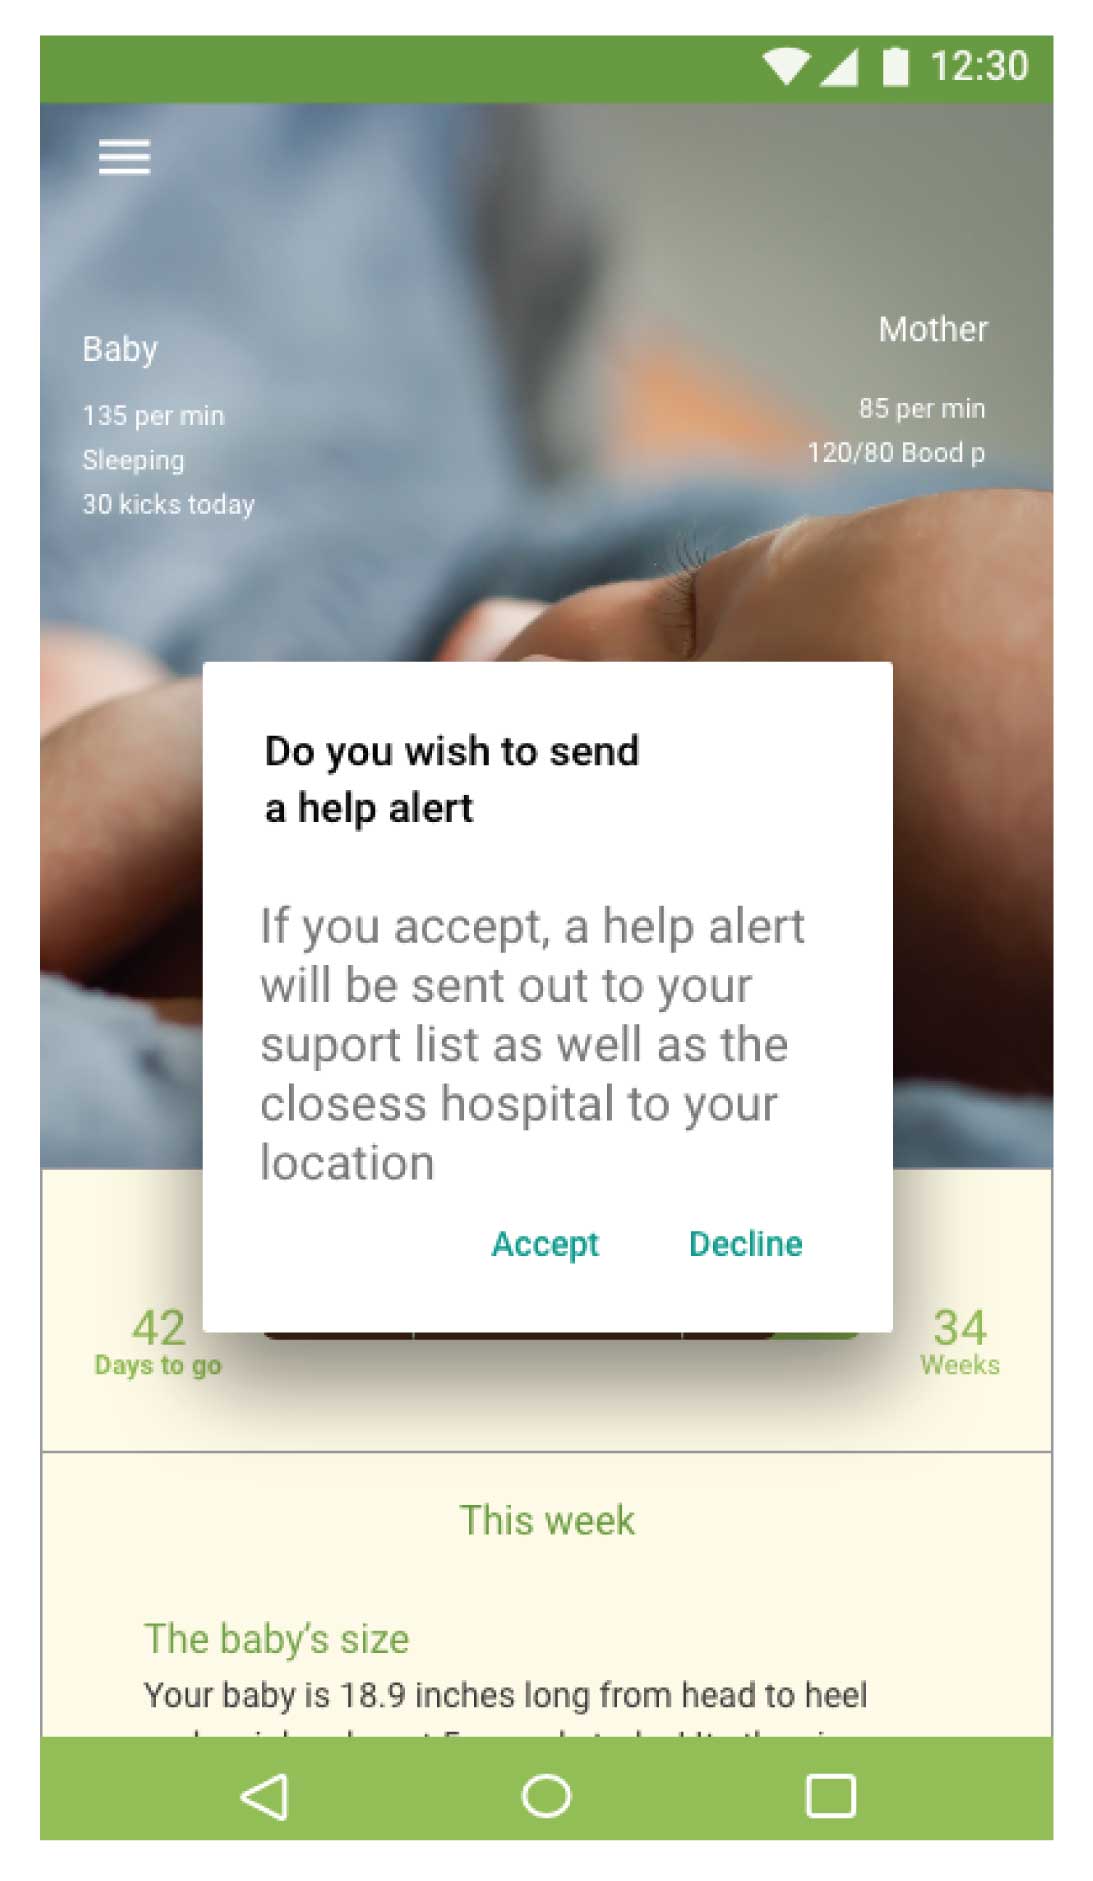 12:30
Baby
135 per min
Sleeping
30 kicks today
Mother
85 per min
120/80 Bood p
Do you wish to send
a help alert
If you accept, a help alert
will be sent out to your
suport list as well as the
closess hospital to your
location
Accept Decline
42
Days to go
34
Weeks
This week
The baby’s size
Your baby is 18.9 inches long from head to heel